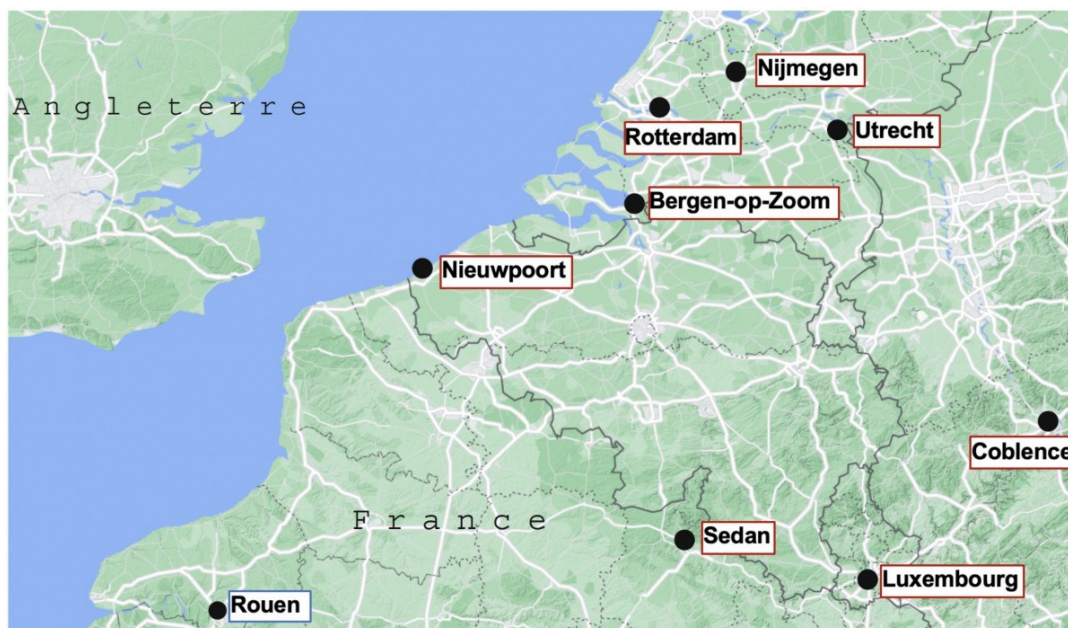 Nijmegen
Angleterre
Rotterdam
Utrecht
Bergen-op-Zoom
Nieuwpoort
Coblence
France
Sedan
Luxembourg
Rouen